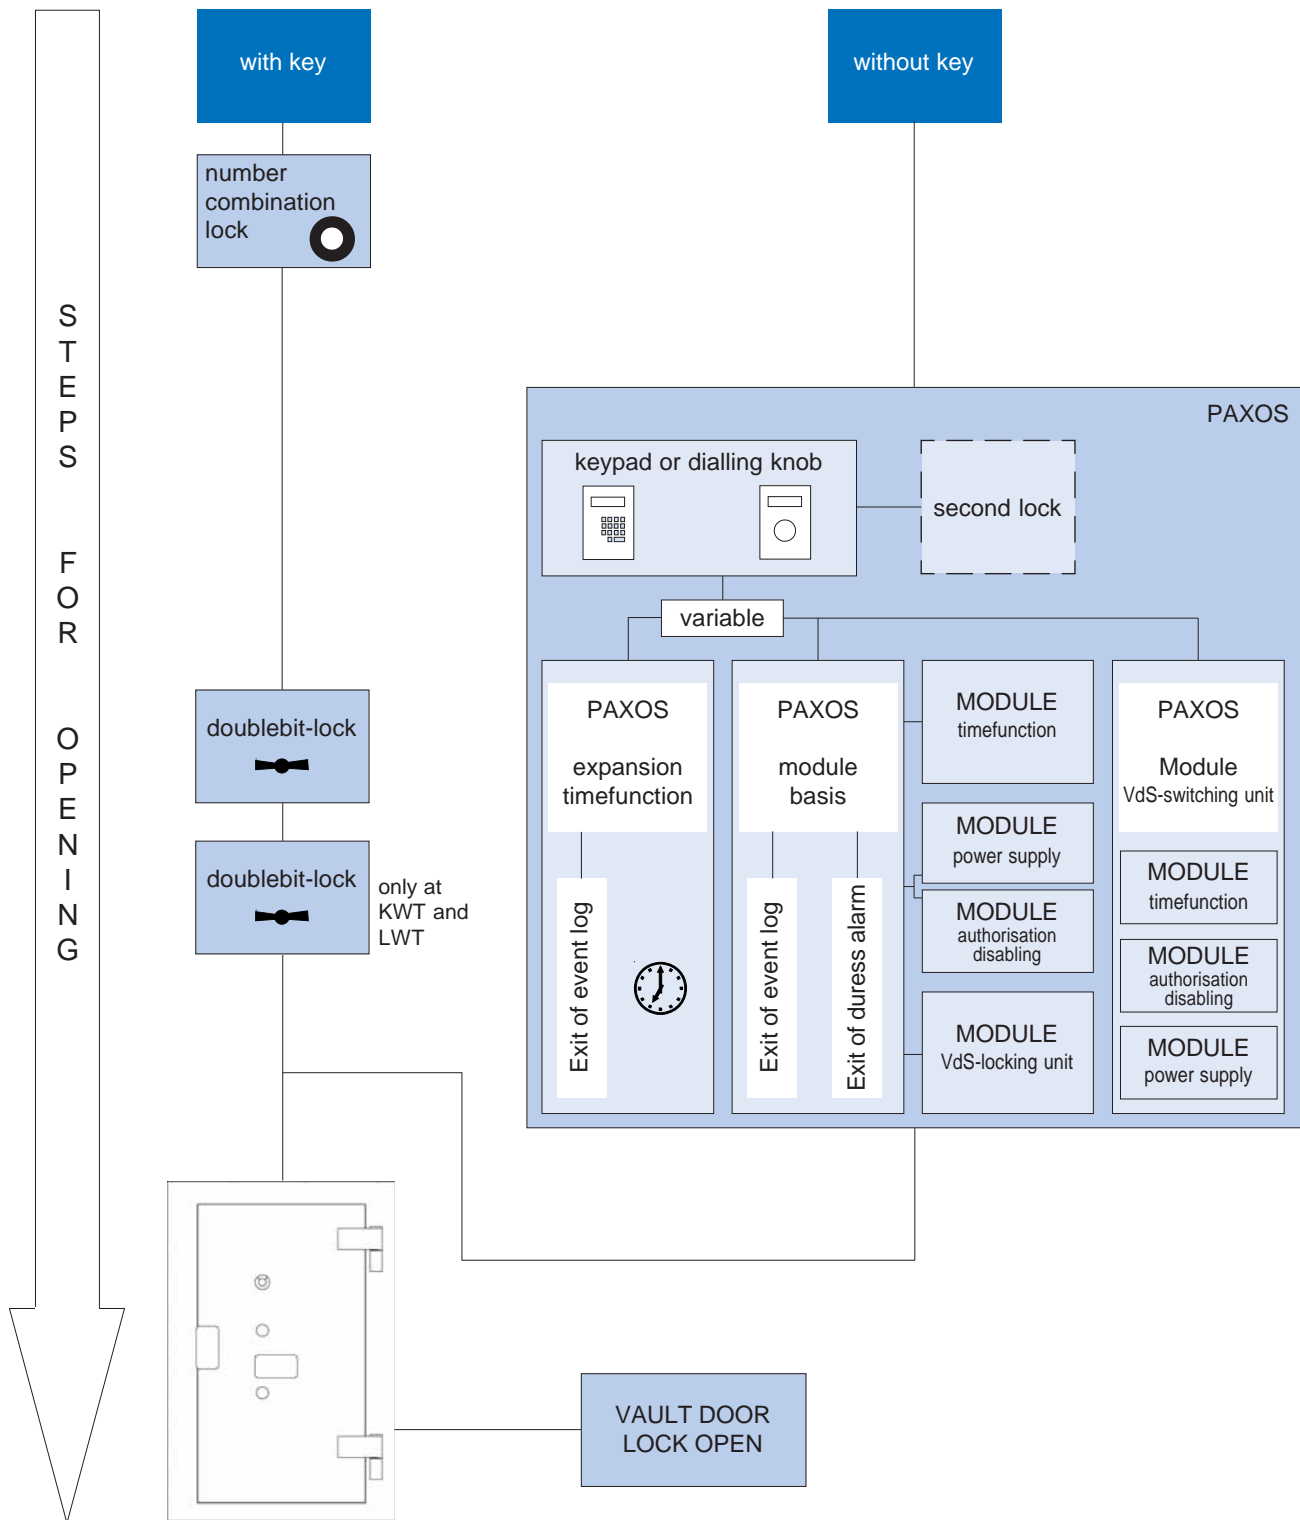 with key
without key
number
combination
lock
S
T
E
P
S
F
O
R
O
P
E
N
I
N
G
PAXOS
keypad or dialling knob
second lock
variable
doublebit-lock
doublebit-lock
only at
KWT and
LWT
PAXOS
expansion
timefunction
Exit of event log
PAXOS
module
basis
Exit of event log
Exit of duress alarm
MODULE
timefunction
MODULE
power supply
MODULE
authorisation
disabling
MODULE
VdS-locking unit
PAXOS
Module
VdS-switching unit
MODULE
timefunction
MODULE
authorisation
disabling
MODULE
power supply
VAULT DOOR
LOCK OPEN